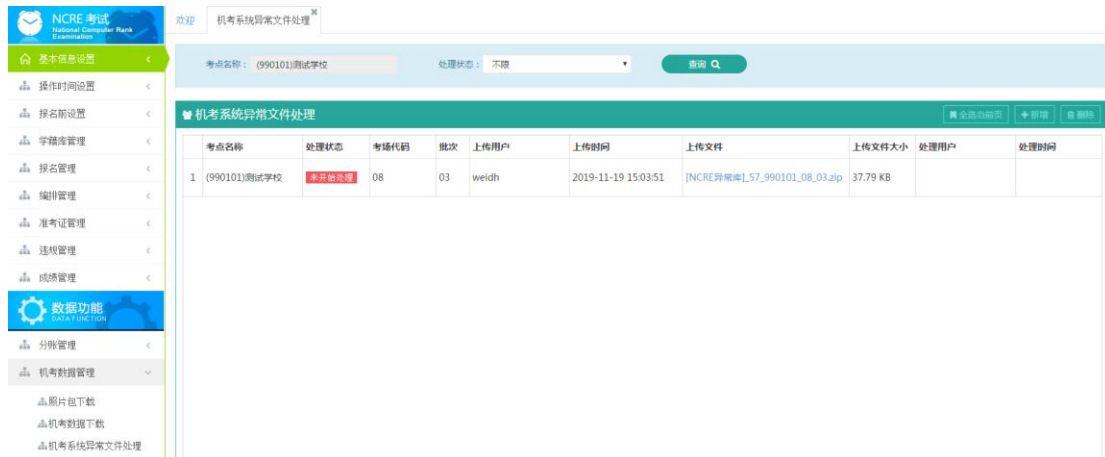 NCRE 考试
National Computer Rank
Examination
基本信息设置
操作时间设置
报名前设置
学籍库管理
报名管理
编排管理
准考证管理
违规管理
成绩管理
数据功能
DATA FUNCTION
分账管理
机考数据管理
照片包下载
机考数据下载
机考系统异常文件处理
欢迎 机考系统异常文件处理
考点名称: (990101)测试学校 处理状态: 不限 查询
机考系统异常文件处理 全选当前页 新增 删除
考点名称 处理状态 考场代码 批次 上传用户 上传时间 上传文件 上传文件大小 处理用户 处理时间
1 (990101)测试学校 未开始处理 08 03 weidh 2019-11-19 15:03:51 [NCRE异常库]_57_990101_08_03.zip 37.79 KB